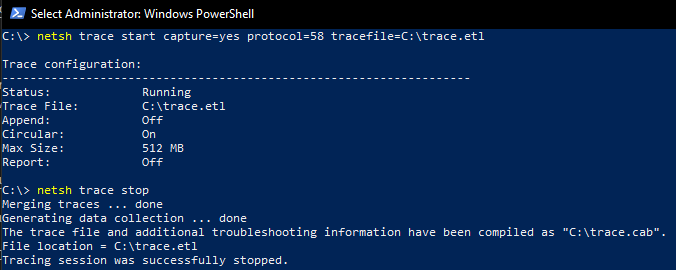 Select Administrator: Windows PowerShell
C:\> netsh trace start capture=yes protocol=58 tracefile=C:\trace.etl
Trace configuration:
-------------------------------------------------------------------
Status: Running
Trace File: C:\trace.etl
Append: Off
Circular: On
Max Size: 512 MB
Report: Off
C:\> netsh trace stop
Merging traces ... done
Generating data collection ... done
The trace file and additional troubleshooting information have been compiled as "C:\trace.cab".
File location = C:\trace.etl
Tracing session was successfully stopped.